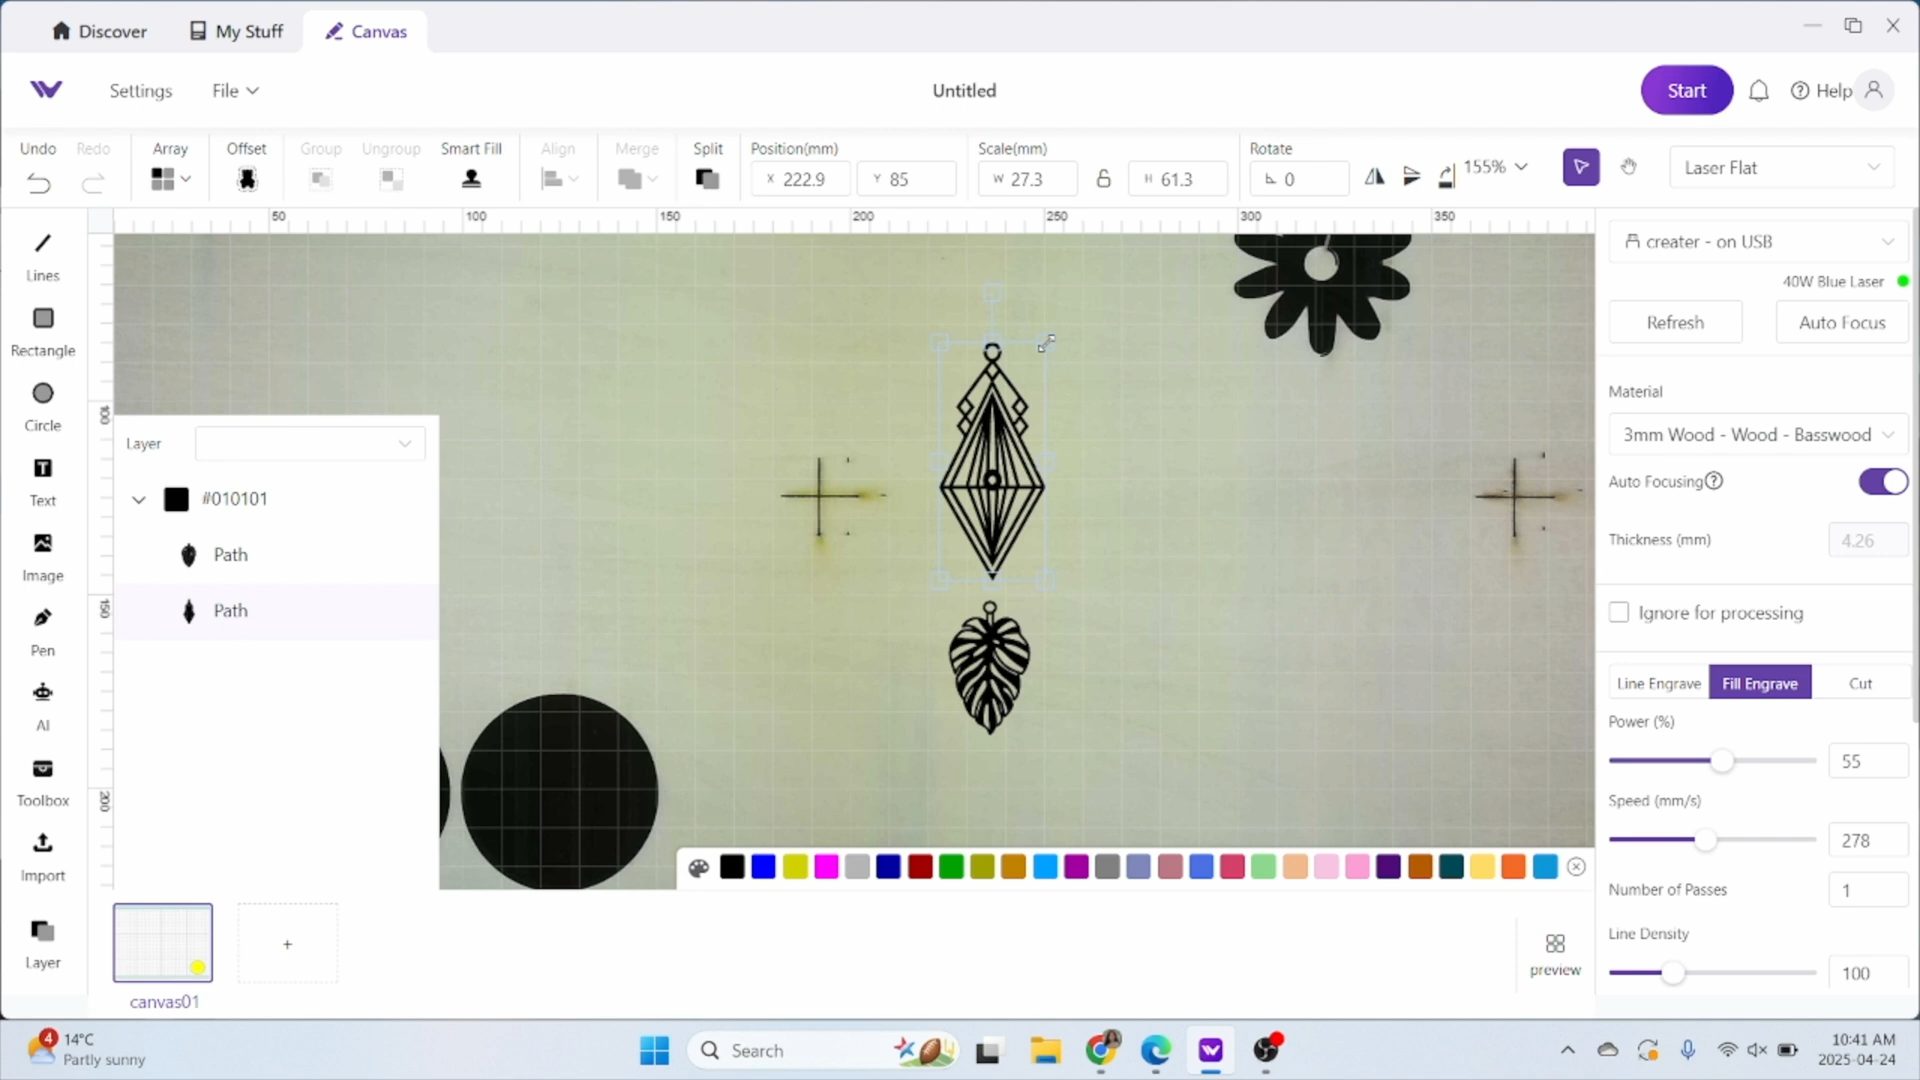 Discover
My Stuff
Canvas
Settings
File
Untitled
Start
Help
Undo
Redo
Array
Offset
Group
Ungroup
Smart Fill
Align
Merge
Split
Position(mm)
X 222.9
Y 85
Scale(mm)
W 27.3
H 61.3
Rotate
0
155%
Laser Flat
50
100
150
200
250
300
350
100
150
200
Lines
Rectangle
Circle
Text
Image
Pen
AI
Toolbox
Import
Layer
Layer
#010101
Path
Path
creater - on USB
40W Blue Laser
Refresh
Auto Focus
Material
3mm Wood - Wood - Basswood
Auto Focusing
Thickness (mm)
4.26
Ignore for processing
Line Engrave
Fill Engrave
Cut
Power (%)
55
Speed (mm/s)
278
Number of Passes
1
Line Density
100
+
preview
canvas01
4
14°C
Partly sunny
Search
10:41 AM
2025-04-24